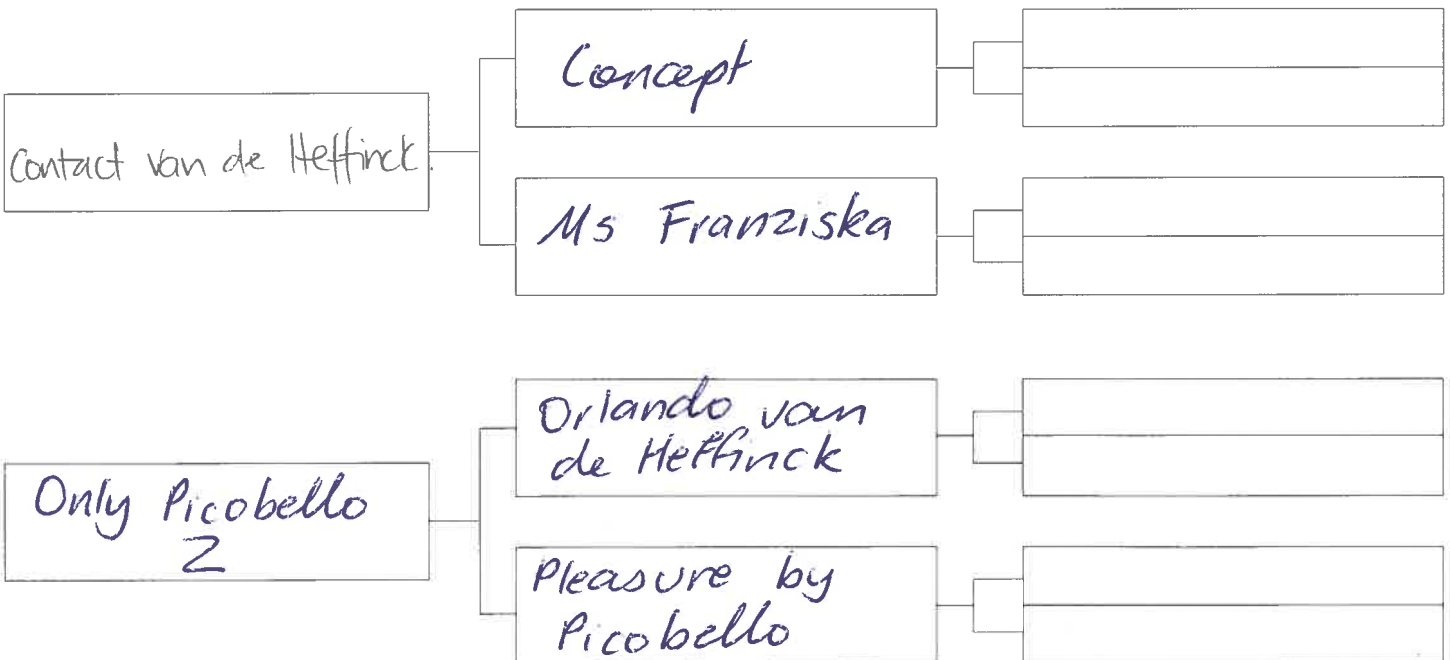 Concept
Contact van de Heffinck.
Ms Franziska
Orlando van
de Heffinck
Only Picobello
Z
Pleasure by
Picobello